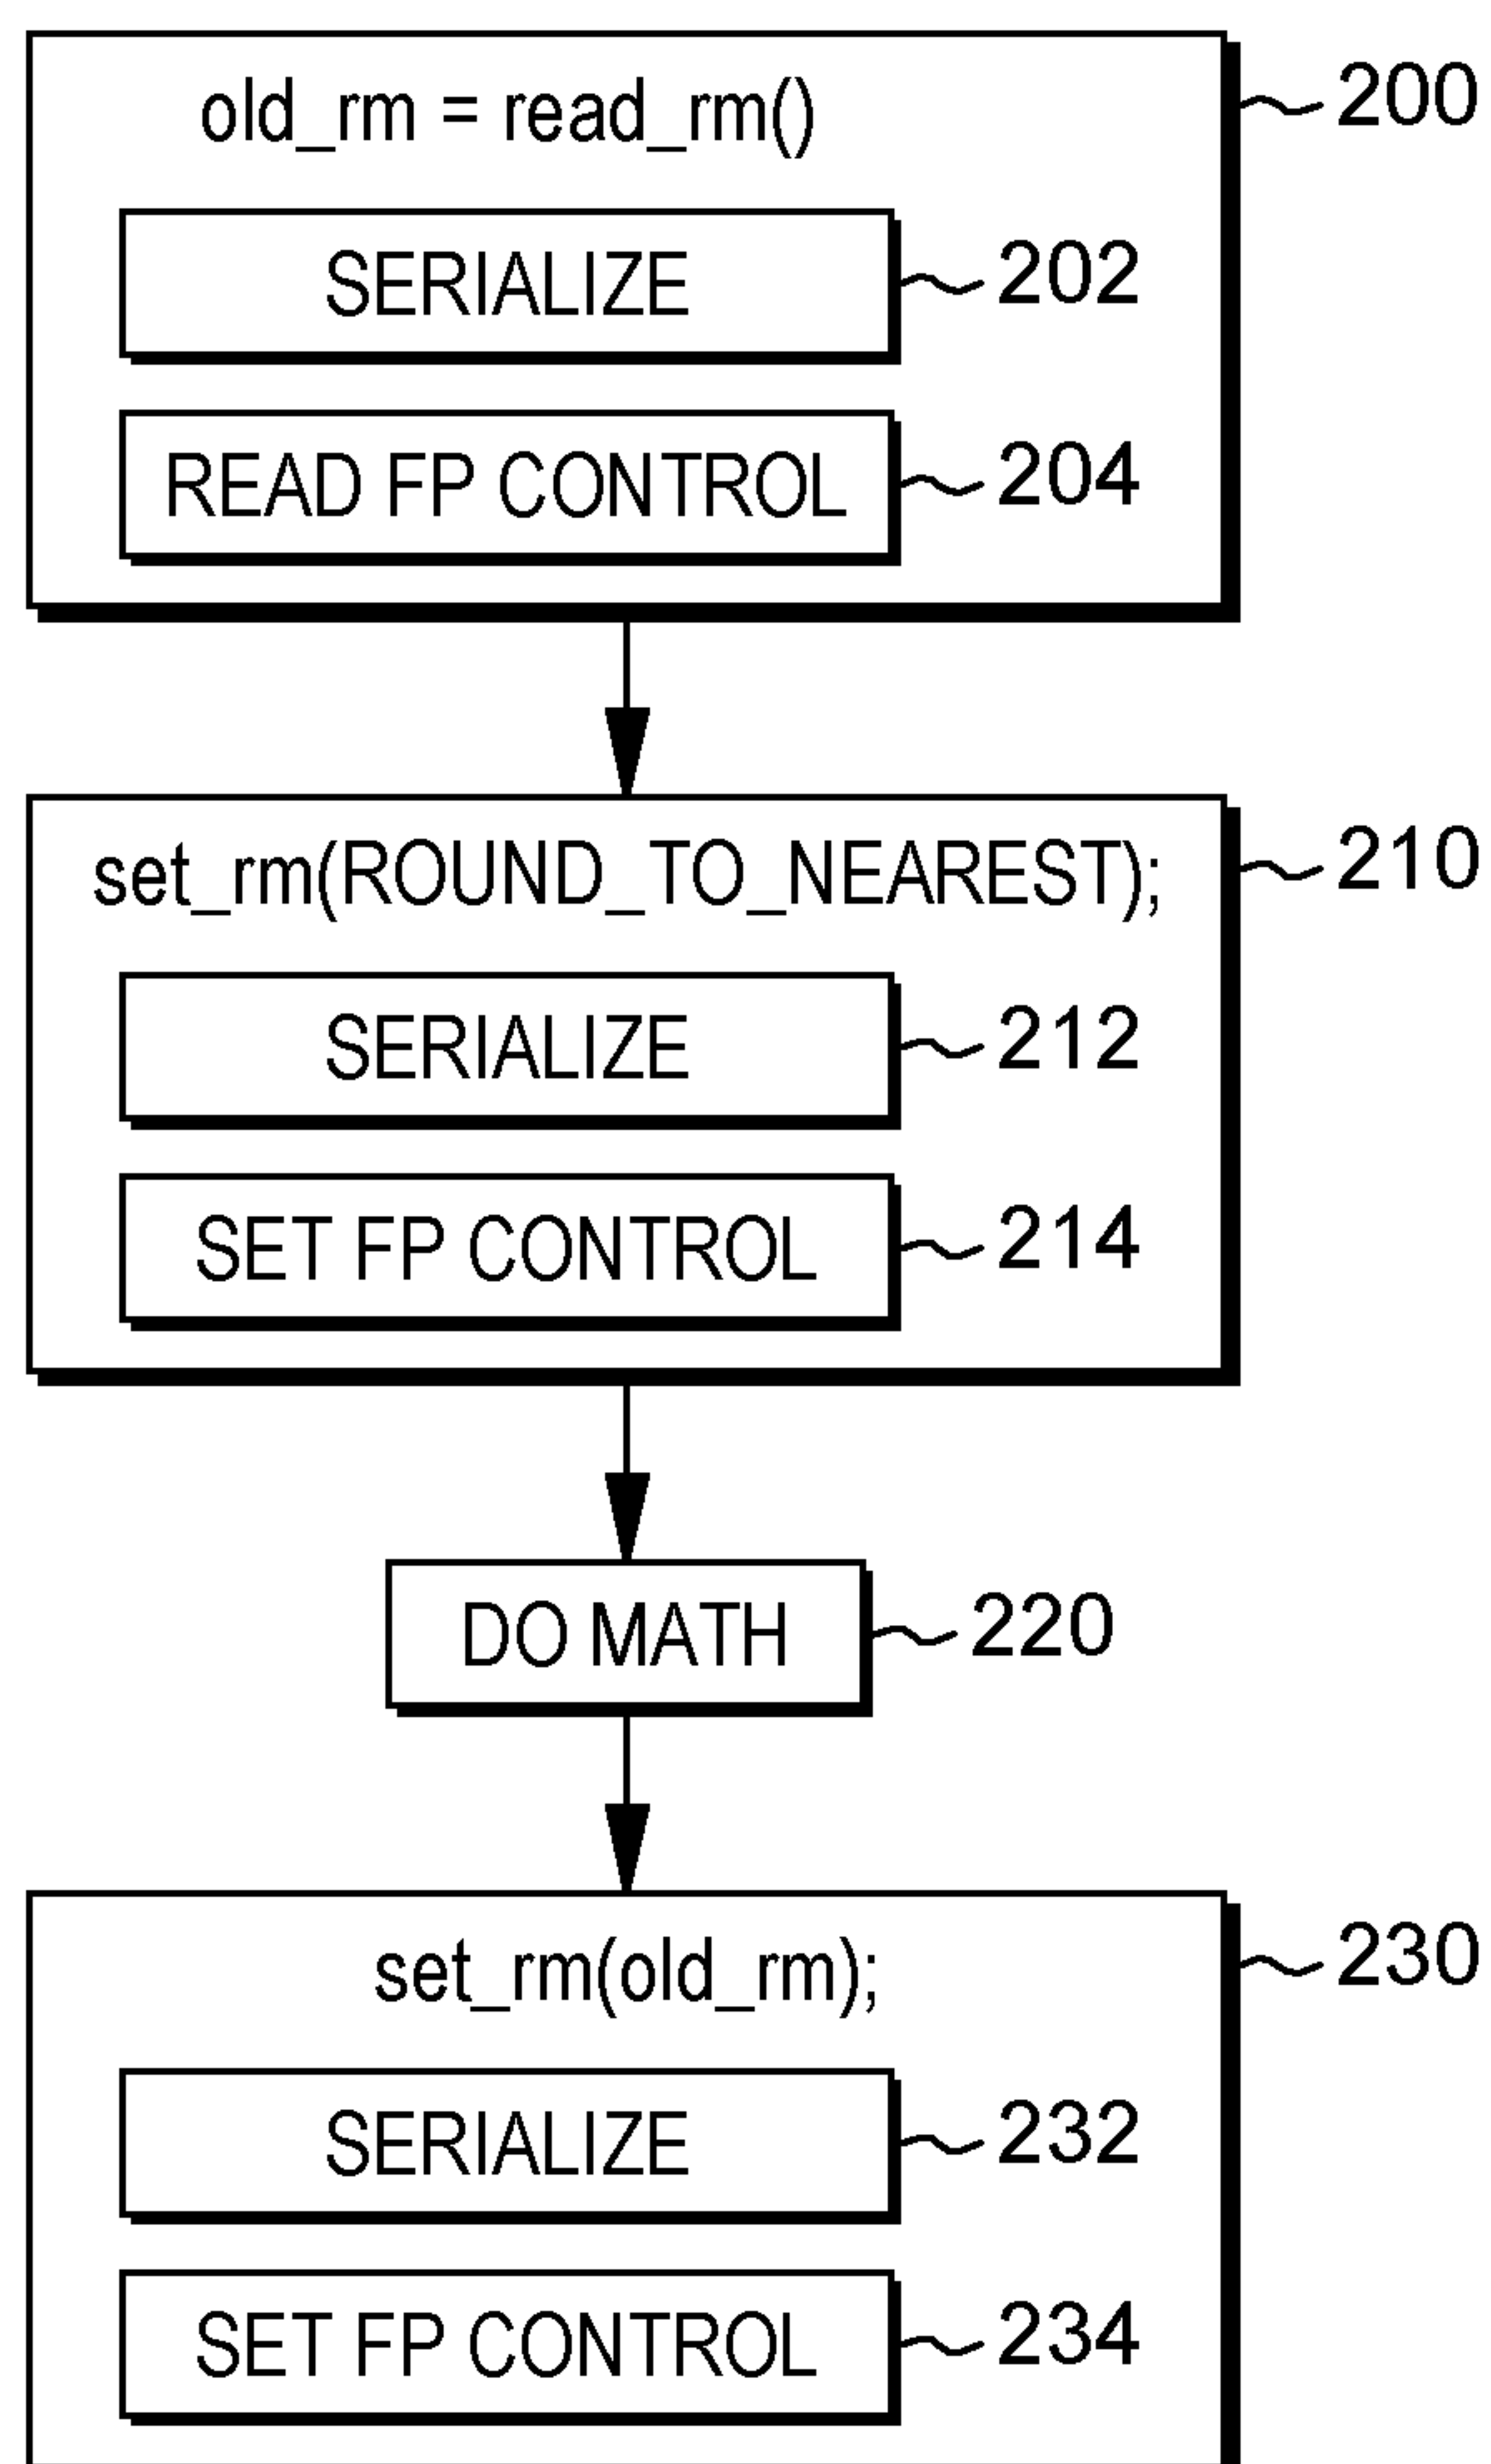 old_rm = read_rm() 200
SERIALIZE 202
READ FP CONTROL 204
set_rm(ROUND_TO_NEAREST); 210
SERIALIZE 212
SET FP CONTROL 214
DO MATH 220
set_rm(old_rm); 230
SERIALIZE 232
SET FP CONTROL 234